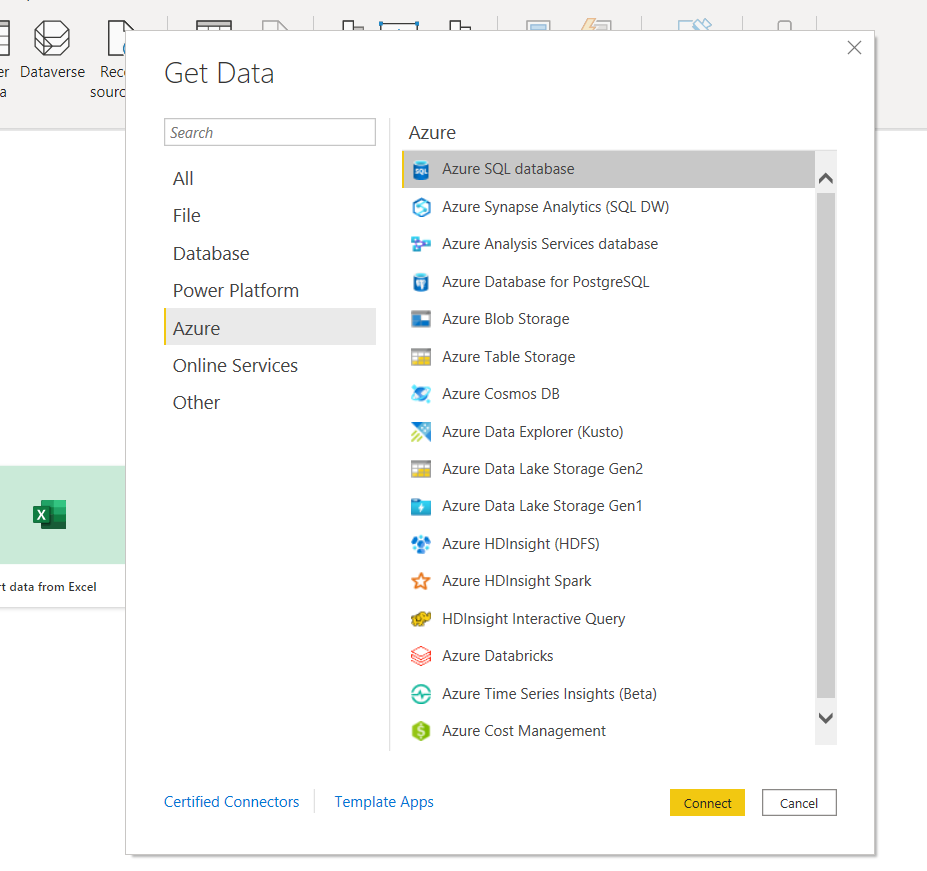 er
Dataverse
Rec
a
sourc
Get Data
Search
All
File
Database
Power Platform
Azure
Online Services
Other
Azure
SQL
Azure SQL database
Azure Synapse Analytics (SQL DW)
Azure Analysis Services database
Azure Database for PostgreSQL
Azure Blob Storage
Azure Table Storage
Azure Cosmos DB
Azure Data Explorer (Kusto)
Azure Data Lake Storage Gen2
Azure Data Lake Storage Gen1
Azure HDInsight (HDFS)
Azure HDInsight Spark
HDInsight Interactive Query
Azure Databricks
Azure Time Series Insights (Beta)
$
Azure Cost Management
X
rt data from Excel
Certified Connectors
Template Apps
Connect
Cancel